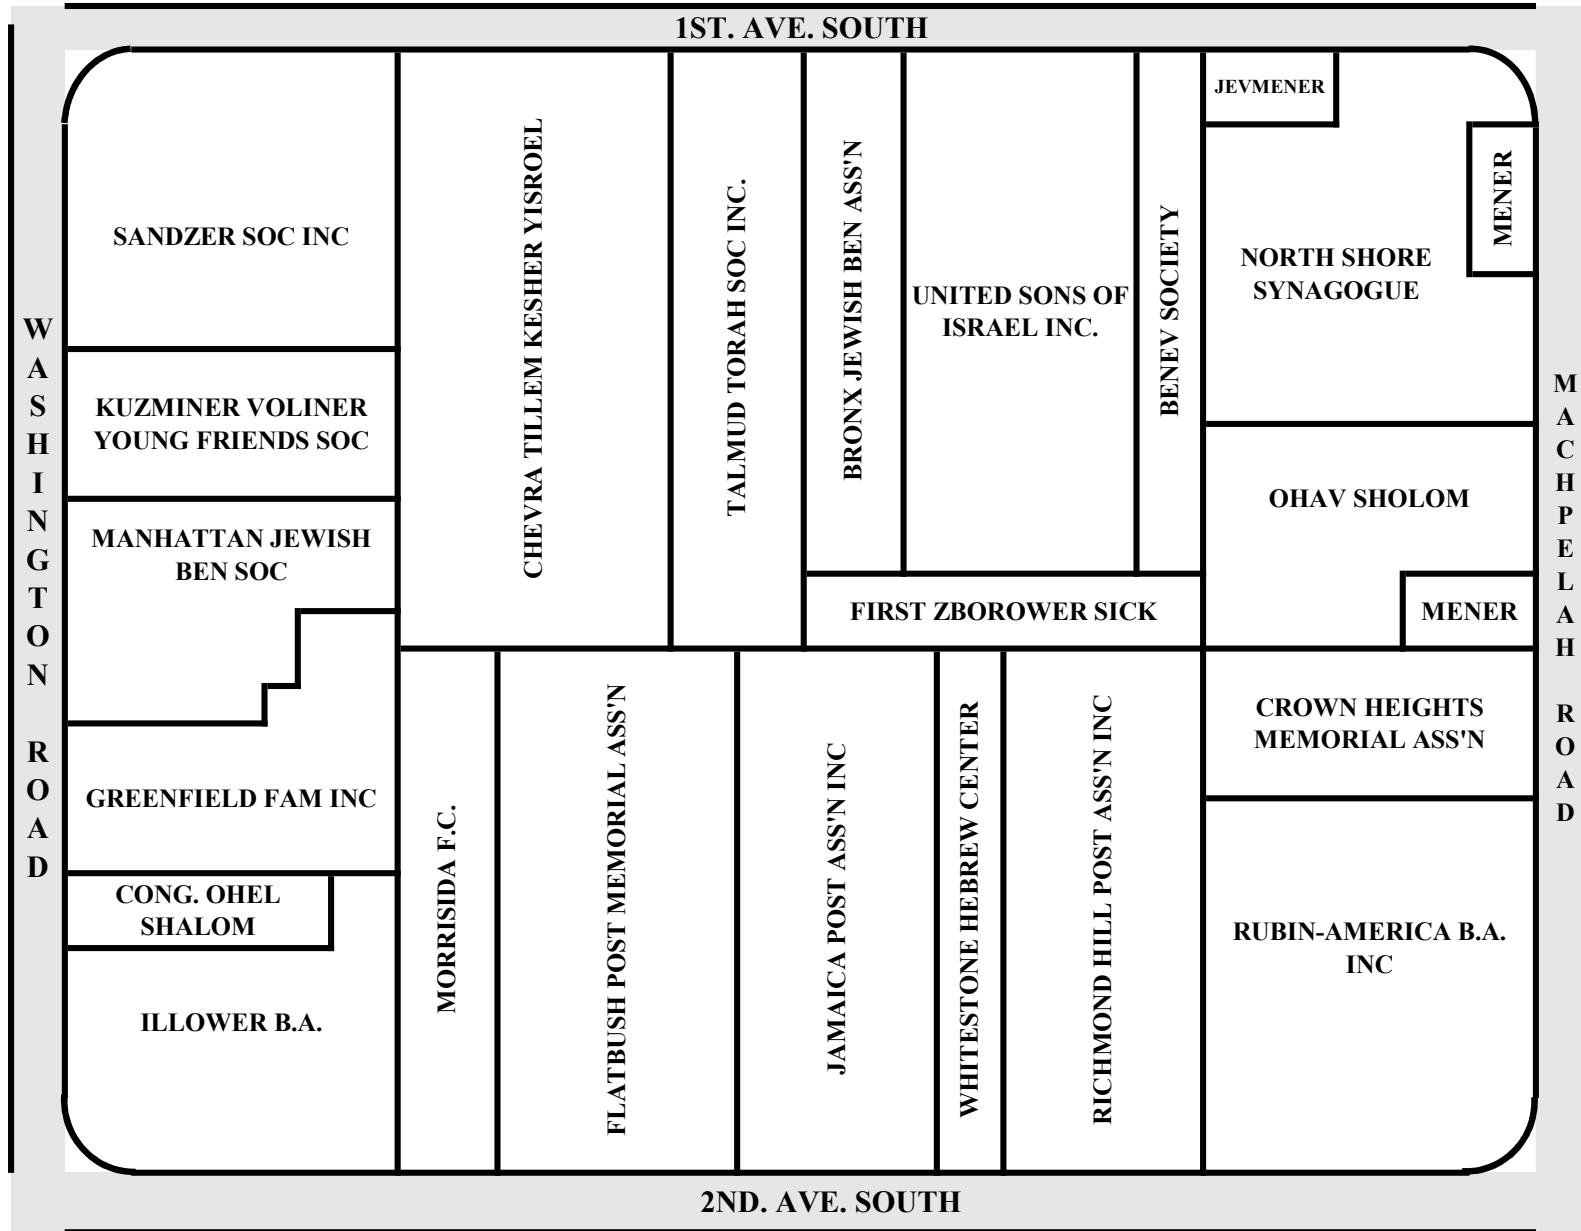 1ST. AVE. SOUTH
WASHINGTON ROAD
SANDZER SOC INC
KUZMINER VOLINER
YOUNG FRIENDS SOC
MANHATTAN JEWISH
BEN SOC
GREENFIELD FAM INC
CONG. OHEL
SHALOM
ILLOWER B.A.
CHEVRA TILLEM KESHER YISROEL
TALMUD TORAH SOC INC.
BRONX JEWISH BEN ASS'N
UNITED SONS OF
ISRAEL INC.
BENEV SOCIETY
FIRST ZBOROWER SICK
JEVMENER
MENER
NORTH SHORE
SYNAGOGUE
OHAV SHOLOM
MENER
MORRISIDA F.C.
FLATBUSH POST MEMORIAL ASS'N
JAMAICA POST ASS'N INC
WHITESTONE HEBREW CENTER
RICHMOND HILL POST ASS'N INC
CROWN HEIGHTS
MEMORIAL ASS'N
RUBIN-AMERICA B.A.
INC
MACHPELAH ROAD
2ND. AVE. SOUTH